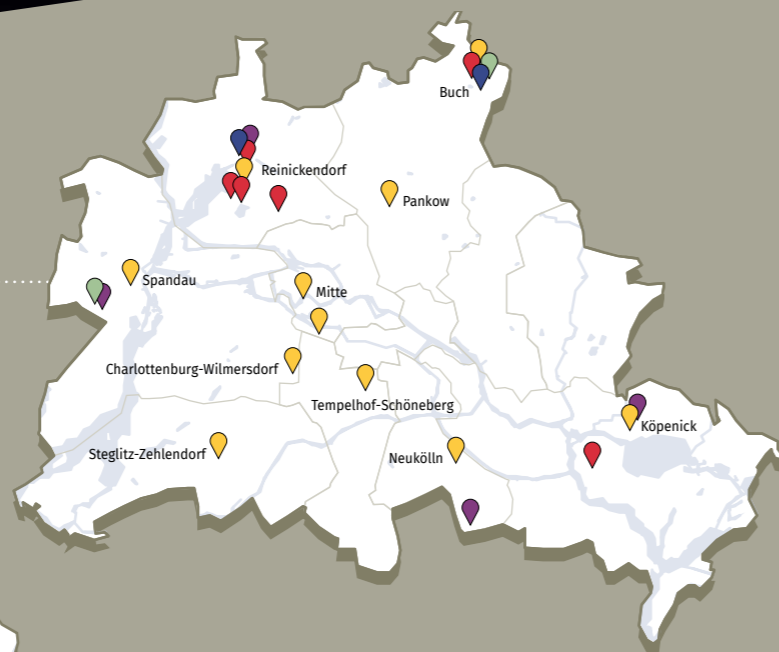 Buch
Reinickendorf
Pankow
Spandau
Mitte
Charlottenburg-Wilmersdorf
Tempelhof-Schöneberg
Köpenick
Steglitz-Zehlendorf
Neukölln